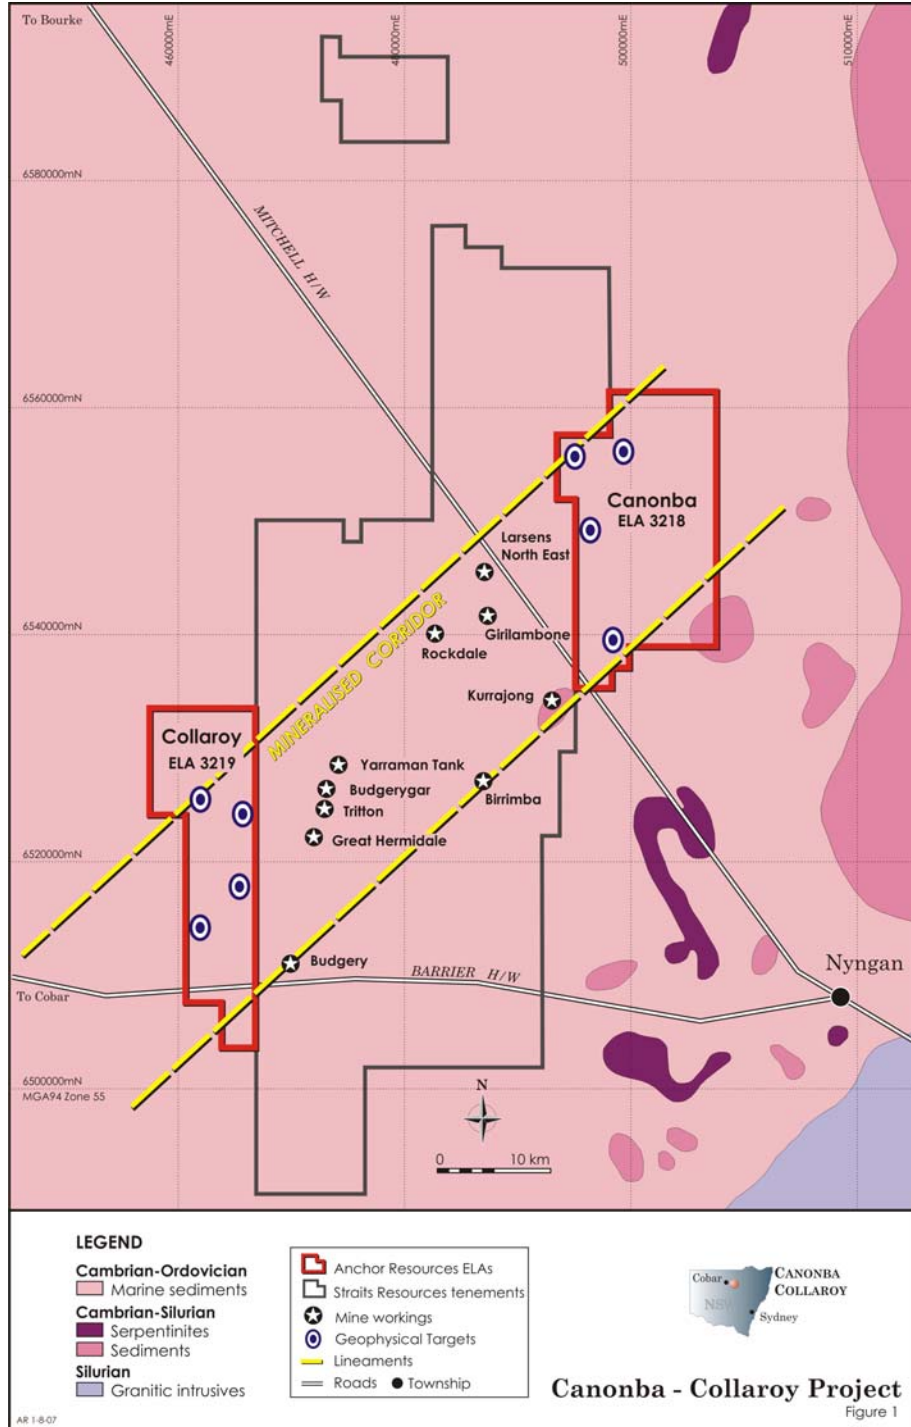 To Bourke
460000mE
480000mE
500000mE
510000mE
6580000mN
MITCHELL H/W
6560000mN
Canonba
ELA 3218
Larsens
North East
Girilambone
6540000mN
Rockdale
MINERALISED CORRIDOR
Kurrajong
Collaroy
ELA 3219
Yarraman Tank
Budgerygar
Birrimba
Tritton
Great Hermidale
6520000mN
Budgery
BARRIER H/W
Nyngan
To Cobar
6500000mN
MGA94 Zone 55
N
0 10 km
LEGEND
Cambrian-Ordovician
Marine sediments
Cambrian-Silurian
Serpentinites
Sediments
Silurian
Granitic intrusives
Anchor Resources ELAs
Straits Resources tenements
Mine workings
Geophysical Targets
Lineaments
Roads Township
Cobar
NSW
Sydney
CANONBA
COLLAROY
Canonba - Collaroy Project
Figure 1
AR 1-8-07